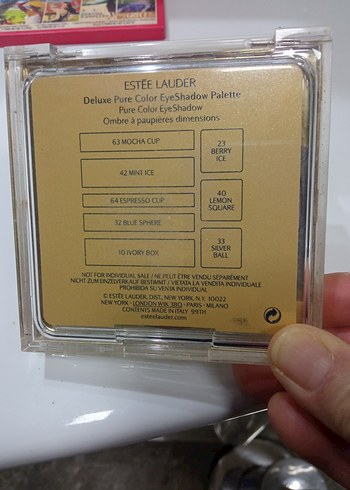 ESTĒE LAUDER
Deluxe Pure Color EyeShadow Palette
Pure Color EyeShadow
Ombre à paupières dimensions
63 MOCHA CUP
23
BERRY
ICE
42 MINT ICE
40
LEMON
SQUARE
64 ESPRESSO CUP
52 BLUE SPHERE
33
SILVER
BALL
10 IVORY BOX
NOT FOR INDIVIDUAL SALE / NE PEUT ÊTRE VENDU SÉPARÉMENT
NICHT ZUM EINZELVERKAUF BESTIMMT / VIETATA LA VENDITA INDIVIDUALE
PROHIBIDA SU VENTA INDIVIDUAL
© ESTĒE LAUDER, DIST., NEW YORK, N.Y. 10022
NEW YORK · LONDON W1K 3BQ · PARIS · MILANO
CONTENTS MADE IN ITALY 99TH
esteelauder.com